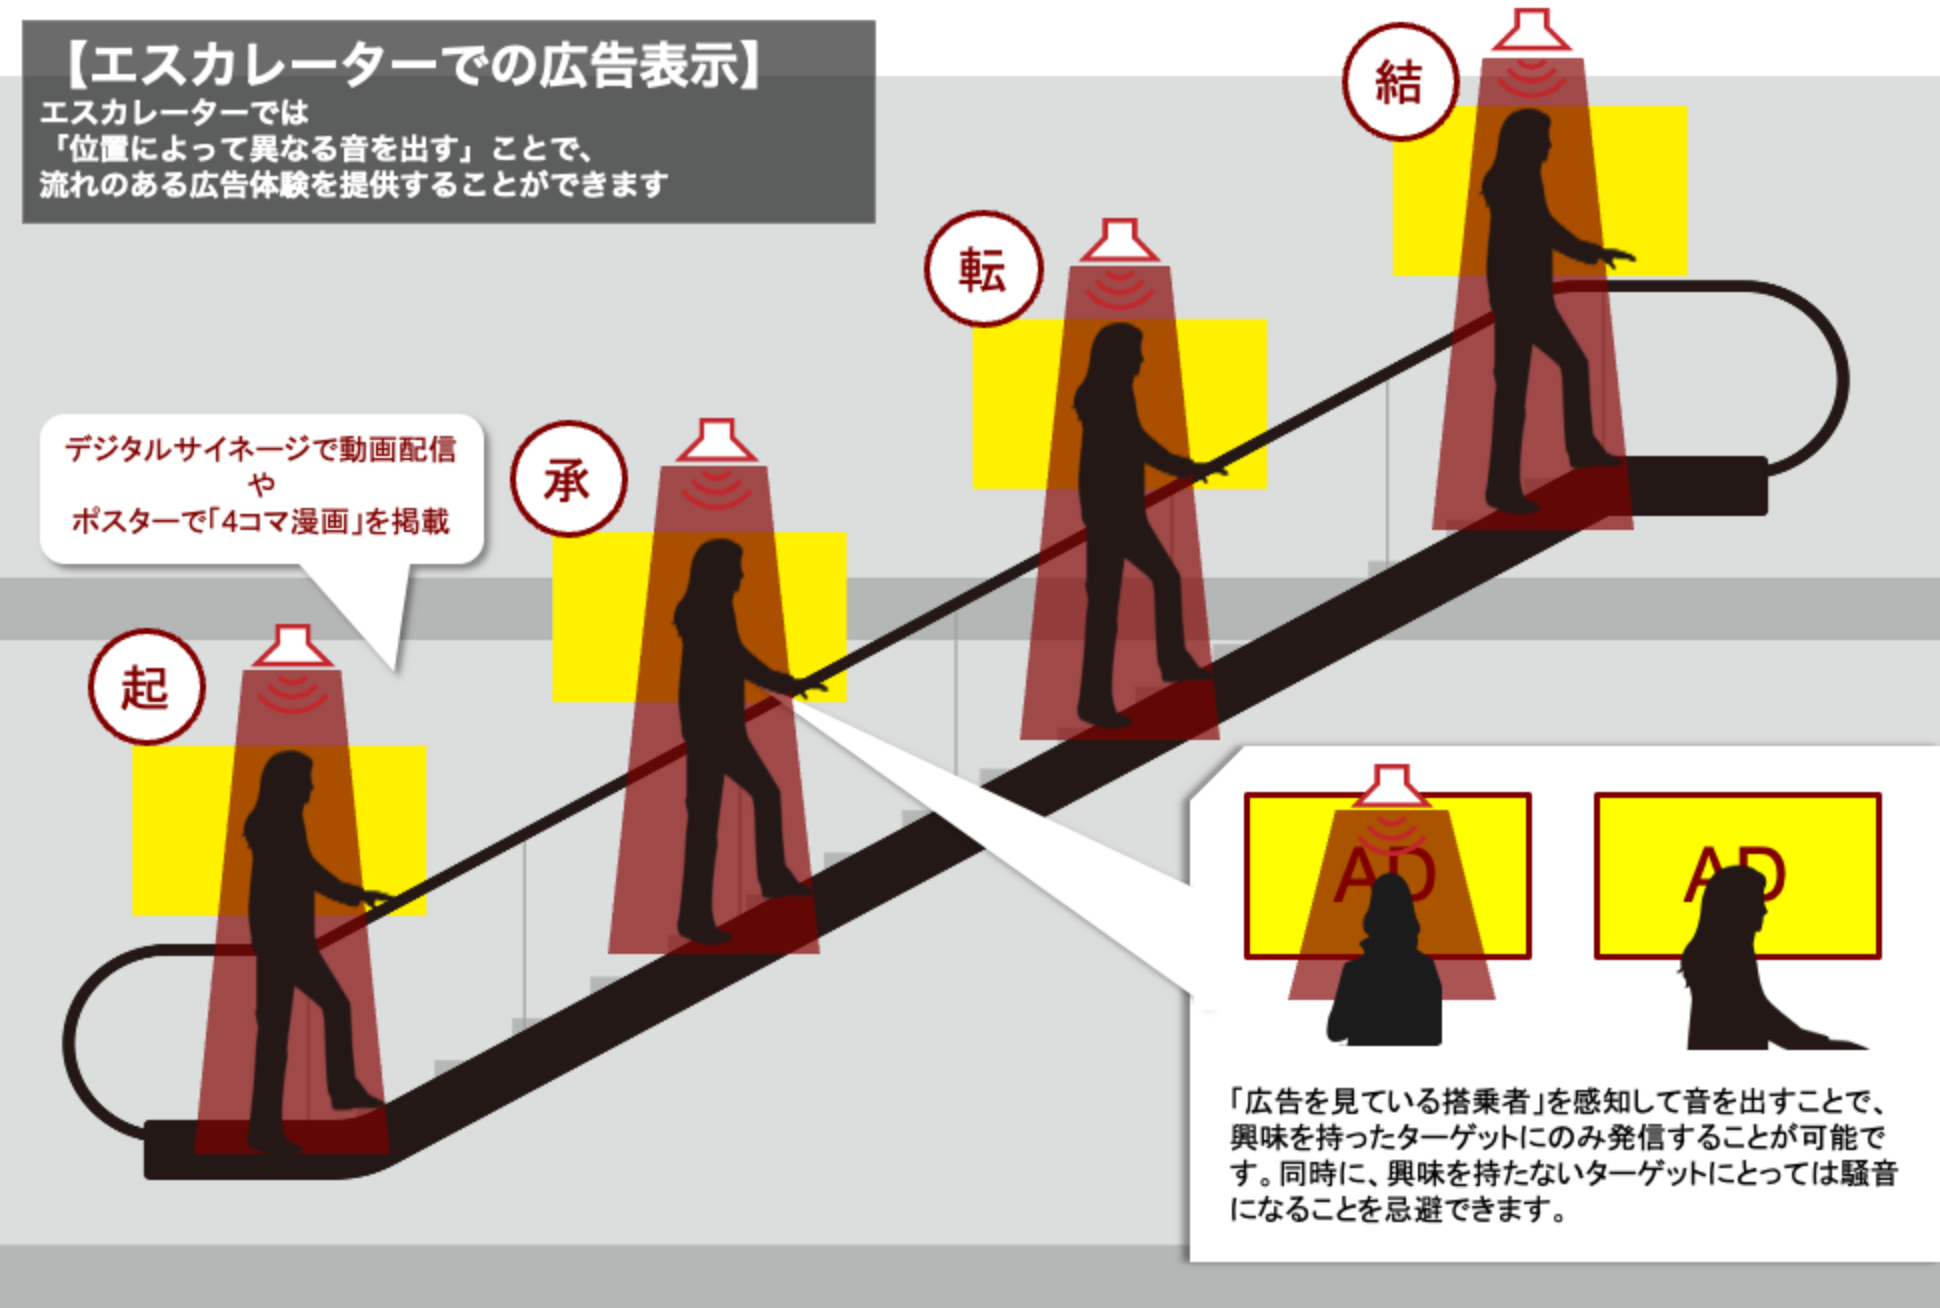 【エスカレーターでの広告表示】
エスカレーターでは
「位置によって異なる音を出す」ことで、
流れのある広告体験を提供することができます
結
転
承
起
デジタルサイネージで動画配信
や
ポスターで「4コマ漫画」を掲載
AD
AD
「広告を見ている搭乗者」を感知して音を出すことで、
興味を持ったターゲットにのみ発信することが可能で
す。同時に、興味を持たないターゲットにとっては騒音
になることを忌避できます。